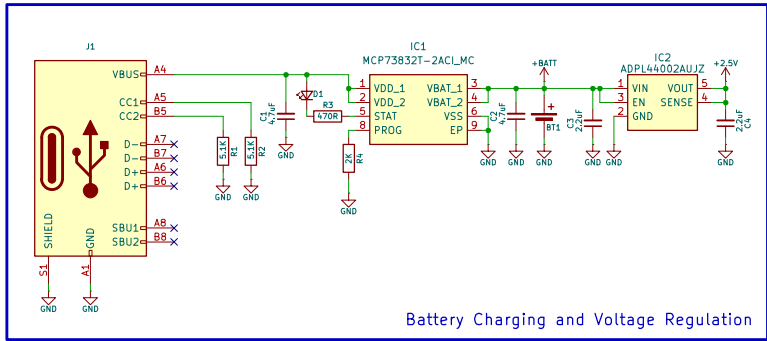 J1
VBUS A4
CC1 A5
CC2 B5
D- A7
D- B7
D+ A6
D+ B6
SBU1 A8
SBU2 B8
SHIELD
GND
S1
A1
GND
GND
5.1K
R1
GND
5.1K
R2
GND
C1
4.7uF
GND
D1
R3
470R
2K
R4
GND
IC1
MCP73832T-2ACI_MC
1 VDD_1 VBAT_1 3
2 VDD_2 VBAT_2 4
5 STAT VSS 6
8 PROG EP 9
GND
C2
4.7uF
GND
+BATT
+
BT1
GND
C3
2.2uF
GND
IC2
ADPL44002AUJZ
1 VIN VOUT 5
3 EN SENSE 4
2 GND
GND
+2.5V
2.2uF
C4
GND
Battery Charging and Voltage Regulation